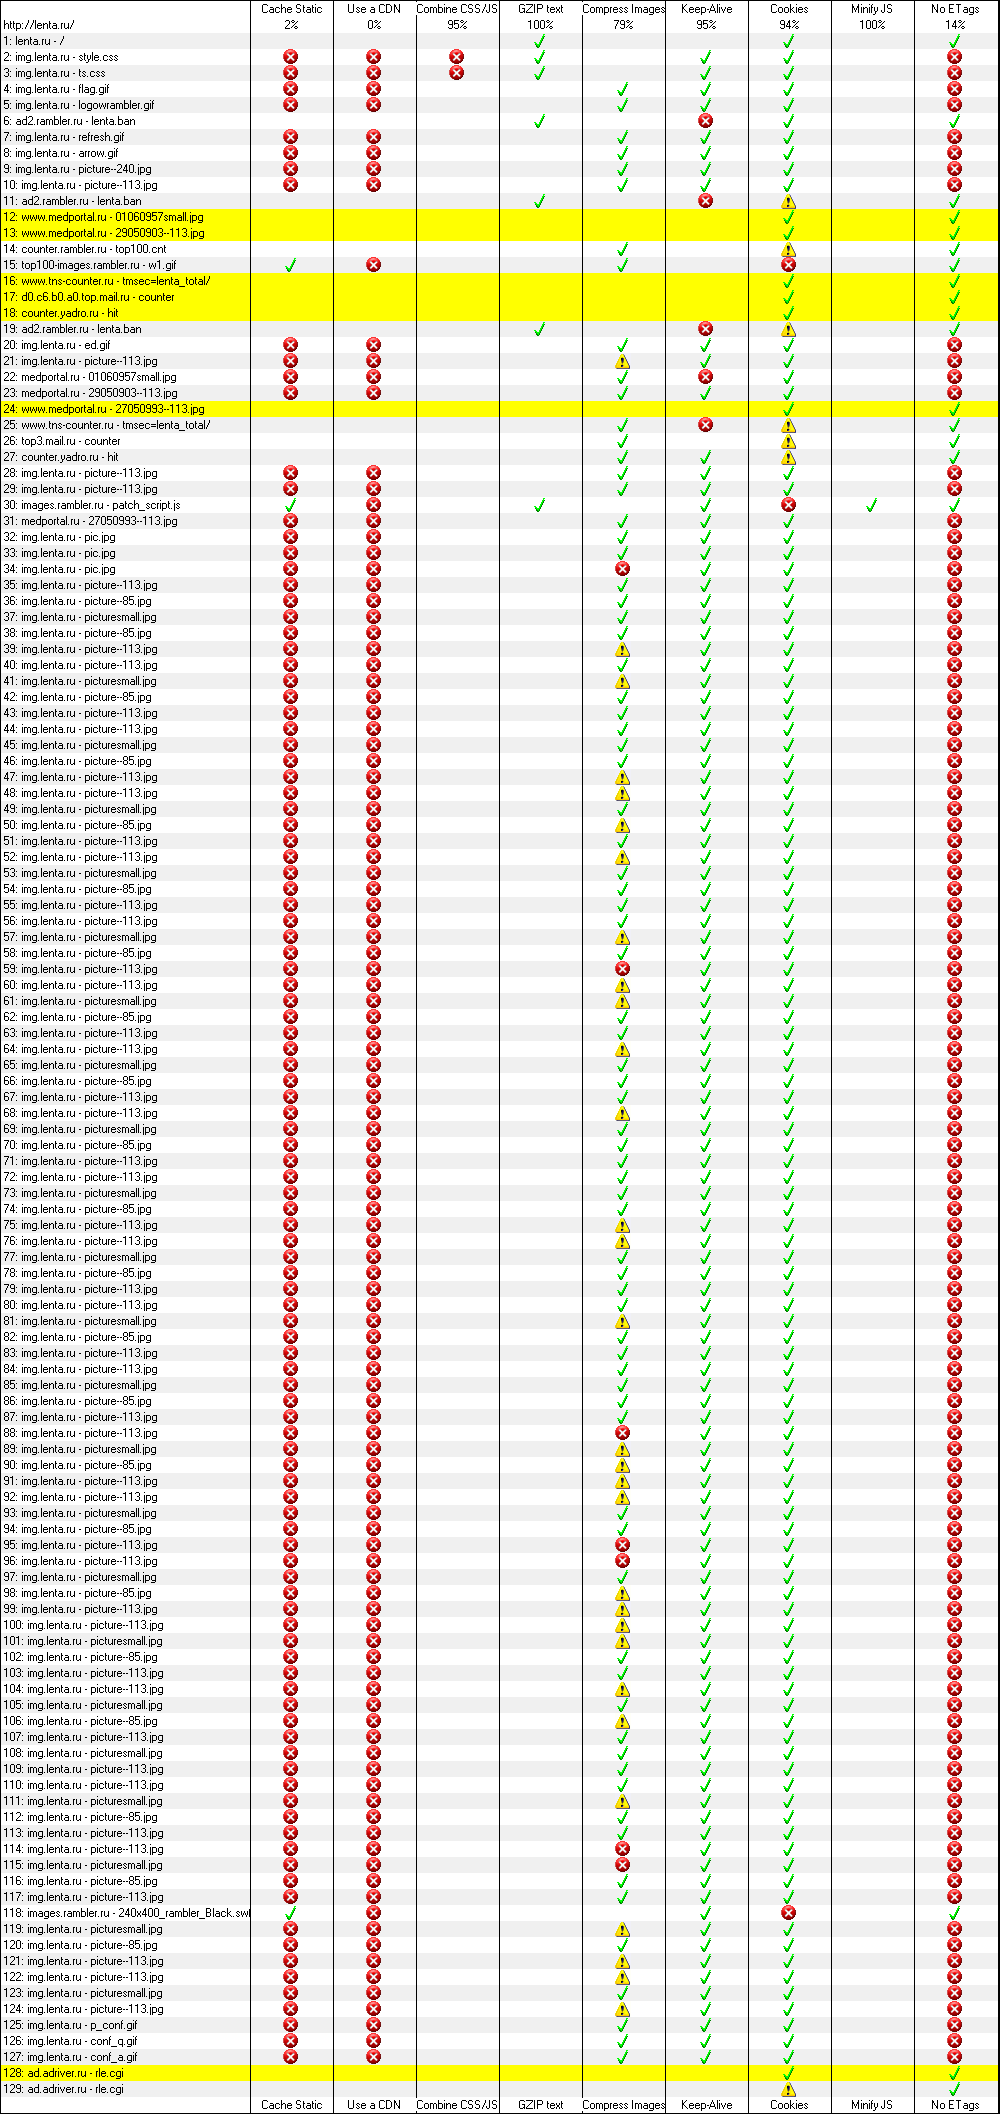 Cache Static Use a CDN Combine CSS/JS GZIP text Compress Images Keep-Alive Cookies Minify JS No ETags
http://lenta.ru/ 2% 0% 95% 100% 79% 95% 94% 100% 14%
1: lenta.ru - /
2: img.lenta.ru - style.css
3: img.lenta.ru - ts.css
4: img.lenta.ru - flag.gif
5: img.lenta.ru - logowrambler.gif
6: ad2.rambler.ru - lenta.ban
7: img.lenta.ru - refresh.gif
8: img.lenta.ru - arrow.gif
9: img.lenta.ru - picture--240.jpg
10: img.lenta.ru - picture--113.jpg
11: ad2.rambler.ru - lenta.ban
12: www.medportal.ru - 01060957small.jpg
13: www.medportal.ru - 29050903--113.jpg
14: counter.rambler.ru - top100.cnt
15: top100-images.rambler.ru - w1.gif
16: www.tns-counter.ru - tmsec=lenta_total/
17: d0.c6.b0.a0.top.mail.ru - counter
18: counter.yadro.ru - hit
19: ad2.rambler.ru - lenta.ban
20: img.lenta.ru - ed.gif
21: img.lenta.ru - picture--113.jpg
22: medportal.ru - 01060957small.jpg
23: medportal.ru - 29050903--113.jpg
24: www.medportal.ru - 27050993--113.jpg
25: www.tns-counter.ru - tmsec=lenta_total/
26: top3.mail.ru - counter
27: counter.yadro.ru - hit
28: img.lenta.ru - picture--113.jpg
29: img.lenta.ru - picture--113.jpg
30: images.rambler.ru - patch_script.js
31: medportal.ru - 27050993--113.jpg
32: img.lenta.ru - pic.jpg
33: img.lenta.ru - pic.jpg
34: img.lenta.ru - pic.jpg
35: img.lenta.ru - picture--113.jpg
36: img.lenta.ru - picture--85.jpg
37: img.lenta.ru - picturesmall.jpg
38: img.lenta.ru - picture--85.jpg
39: img.lenta.ru - picture--113.jpg
40: img.lenta.ru - picture--113.jpg
41: img.lenta.ru - picturesmall.jpg
42: img.lenta.ru - picture--85.jpg
43: img.lenta.ru - picture--113.jpg
44: img.lenta.ru - picture--113.jpg
45: img.lenta.ru - picturesmall.jpg
46: img.lenta.ru - picture--85.jpg
47: img.lenta.ru - picture--113.jpg
48: img.lenta.ru - picture--113.jpg
49: img.lenta.ru - picturesmall.jpg
50: img.lenta.ru - picture--85.jpg
51: img.lenta.ru - picture--113.jpg
52: img.lenta.ru - picture--113.jpg
53: img.lenta.ru - picturesmall.jpg
54: img.lenta.ru - picture--85.jpg
55: img.lenta.ru - picture--113.jpg
56: img.lenta.ru - picture--113.jpg
57: img.lenta.ru - picturesmall.jpg
58: img.lenta.ru - picture--85.jpg
59: img.lenta.ru - picture--113.jpg
60: img.lenta.ru - picture--113.jpg
61: img.lenta.ru - picturesmall.jpg
62: img.lenta.ru - picture--85.jpg
63: img.lenta.ru - picture--113.jpg
64: img.lenta.ru - picture--113.jpg
65: img.lenta.ru - picturesmall.jpg
66: img.lenta.ru - picture--85.jpg
67: img.lenta.ru - picture--113.jpg
68: img.lenta.ru - picture--113.jpg
69: img.lenta.ru - picturesmall.jpg
70: img.lenta.ru - picture--85.jpg
71: img.lenta.ru - picture--113.jpg
72: img.lenta.ru - picture--113.jpg
73: img.lenta.ru - picturesmall.jpg
74: img.lenta.ru - picture--85.jpg
75: img.lenta.ru - picture--113.jpg
76: img.lenta.ru - picture--113.jpg
77: img.lenta.ru - picturesmall.jpg
78: img.lenta.ru - picture--85.jpg
79: img.lenta.ru - picture--113.jpg
80: img.lenta.ru - picture--113.jpg
81: img.lenta.ru - picturesmall.jpg
82: img.lenta.ru - picture--85.jpg
83: img.lenta.ru - picture--113.jpg
84: img.lenta.ru - picture--113.jpg
85: img.lenta.ru - picturesmall.jpg
86: img.lenta.ru - picture--85.jpg
87: img.lenta.ru - picture--113.jpg
88: img.lenta.ru - picture--113.jpg
89: img.lenta.ru - picturesmall.jpg
90: img.lenta.ru - picture--85.jpg
91: img.lenta.ru - picture--113.jpg
92: img.lenta.ru - picture--113.jpg
93: img.lenta.ru - picturesmall.jpg
94: img.lenta.ru - picture--85.jpg
95: img.lenta.ru - picture--113.jpg
96: img.lenta.ru - picture--113.jpg
97: img.lenta.ru - picturesmall.jpg
98: img.lenta.ru - picture--85.jpg
99: img.lenta.ru - picture--113.jpg
100: img.lenta.ru - picture--113.jpg
101: img.lenta.ru - picturesmall.jpg
102: img.lenta.ru - picture--85.jpg
103: img.lenta.ru - picture--113.jpg
104: img.lenta.ru - picture--113.jpg
105: img.lenta.ru - picturesmall.jpg
106: img.lenta.ru - picture--85.jpg
107: img.lenta.ru - picture--113.jpg
108: img.lenta.ru - picturesmall.jpg
109: img.lenta.ru - picture--113.jpg
110: img.lenta.ru - picture--113.jpg
111: img.lenta.ru - picturesmall.jpg
112: img.lenta.ru - picture--85.jpg
113: img.lenta.ru - picture--113.jpg
114: img.lenta.ru - picture--113.jpg
115: img.lenta.ru - picturesmall.jpg
116: img.lenta.ru - picture--85.jpg
117: img.lenta.ru - picture--113.jpg
118: images.rambler.ru - 240x400_rambler_Black.swf
119: img.lenta.ru - picturesmall.jpg
120: img.lenta.ru - picture--85.jpg
121: img.lenta.ru - picture--113.jpg
122: img.lenta.ru - picture--113.jpg
123: img.lenta.ru - picturesmall.jpg
124: img.lenta.ru - picture--113.jpg
125: img.lenta.ru - p_conf.gif
126: img.lenta.ru - conf_q.gif
127: img.lenta.ru - conf_a.gif
128: ad.adriver.ru - rle.cgi
129: ad.adriver.ru - rle.cgi
Cache Static Use a CDN Combine CSS/JS GZIP text Compress Images Keep-Alive Cookies Minify JS No ETags